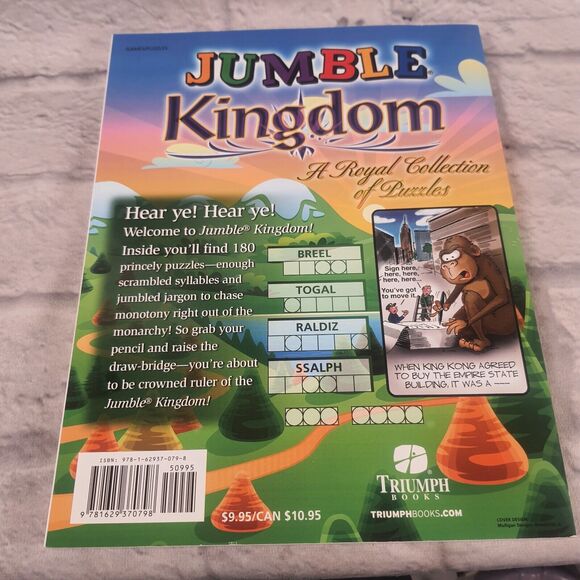 GAMES/PUZZLES
JUMBLE®
Kingdom
A Royal Collection
of Puzzles
Hear ye! Hear ye!
Welcome to Jumble® Kingdom!
Inside you'll find 180
princely puzzles—enough
scrambled syllables and
jumbled jargon to chase
monotony right out of the
monarchy! So grab your
pencil and raise the
draw-bridge—you're about
to be crowned ruler of the
Jumble® Kingdom!
BREEL
TOGAL
RALDIZ
SSALPH
Sign here,
here, here,
here, here...
You've got
to move it.
WHEN KING KONG AGREED
TO BUY THE EMPIRE STATE
BUILDING, IT WAS A —
ISBN: 978-1-62937-079-8
50995
9 781629 370798
$9.95/CAN $10.95
TRIUMPH
BOOKS
TRIUMPHBOOKS.COM
COVER DESIGN: